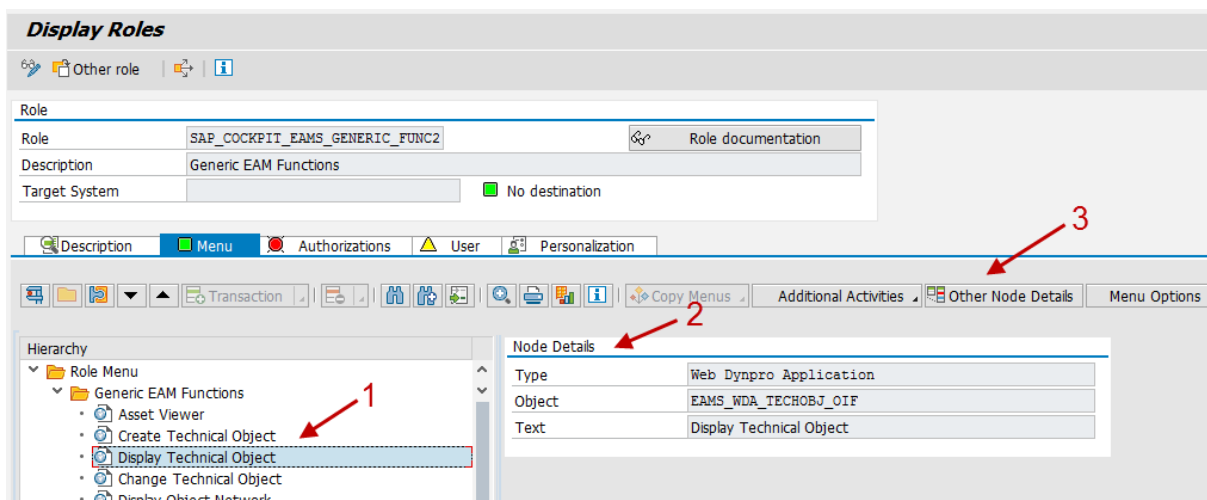 Display Roles
Other role
Role
Role SAP_COCKPIT_EAMS_GENERIC_FUNC2 Role documentation
Description Generic EAM Functions
Target System No destination
3
Description Menu Authorizations User Personalization
Transaction Copy Menus Additional Activities Other Node Details Menu Options
2
Hierarchy Node Details
Role Menu Type Web Dynpro Application
Generic EAM Functions Object EAMS_WDA_TECHOBJ_OIF
1
Asset Viewer Text Display Technical Object
Create Technical Object
Display Technical Object
Change Technical Object
Display Object Network